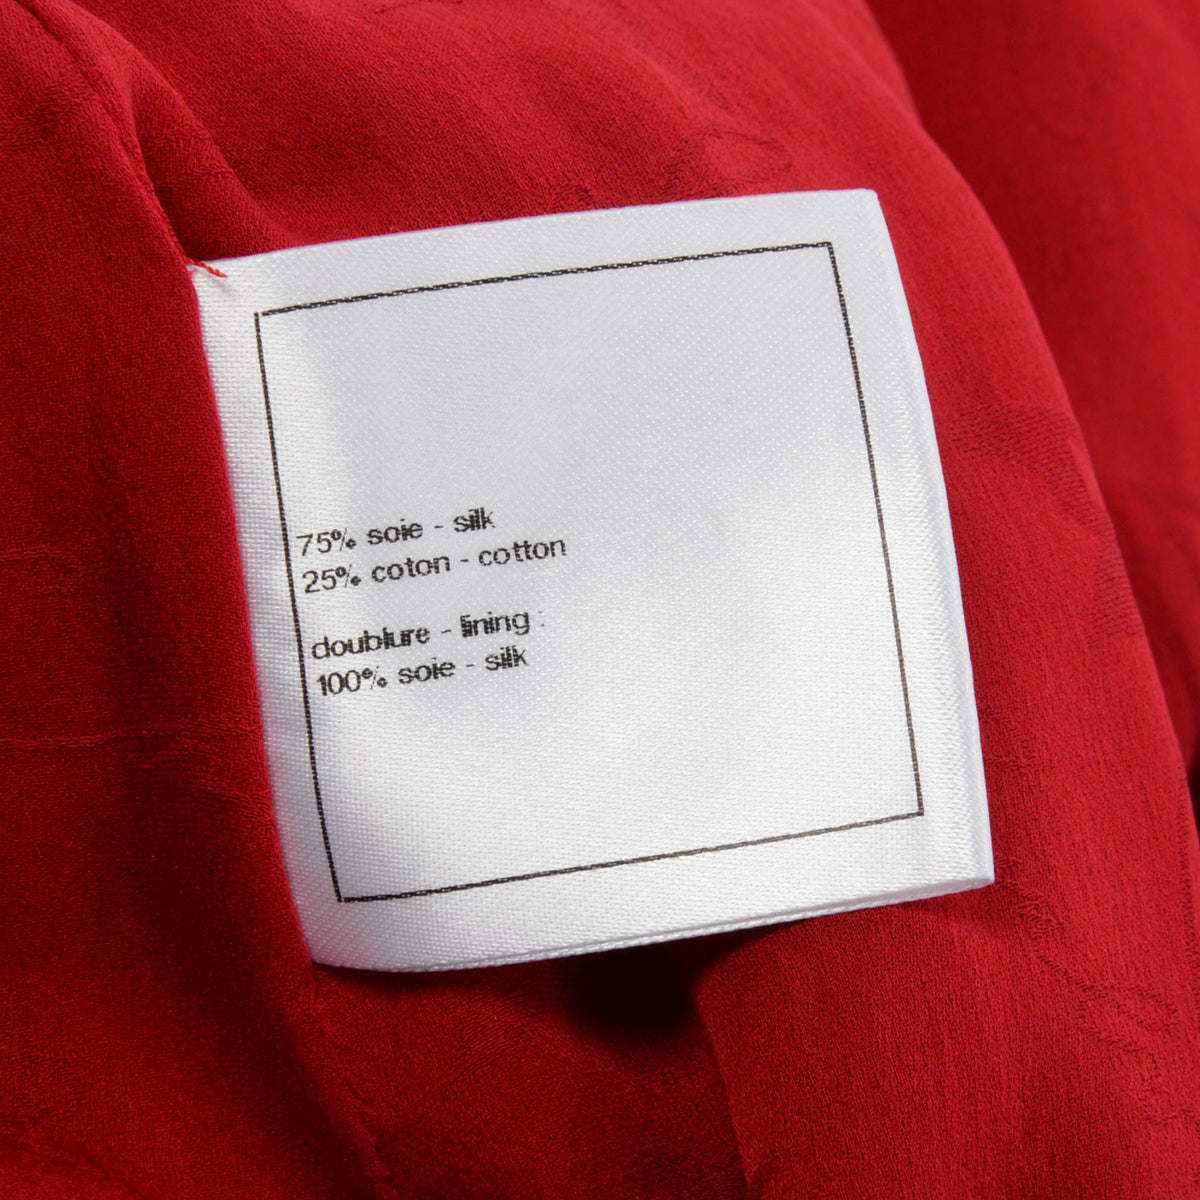 75% soie - silk
25% coton - cotton
doublure - lining :
100% soie - silk